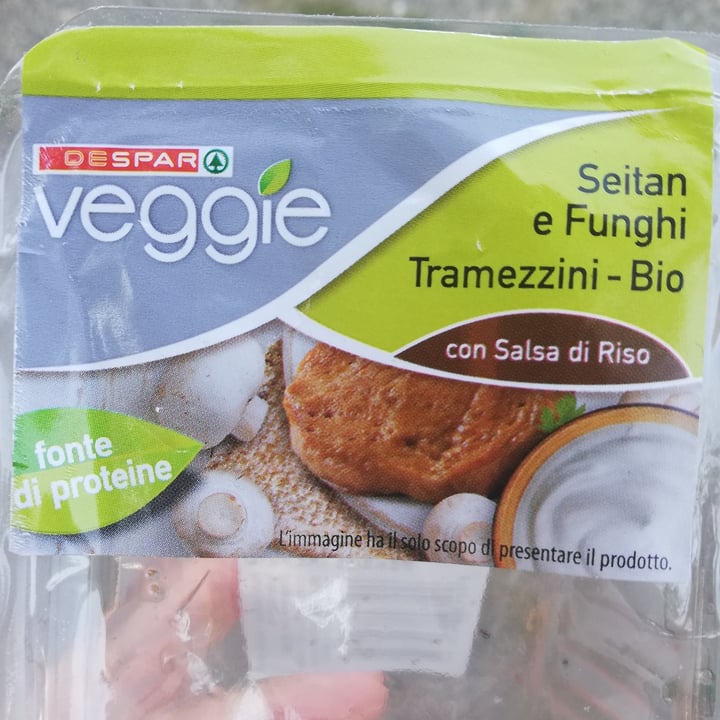 DESPAR
veggie
Seitan
e Funghi
Tramezzini - Bio
con Salsa di Riso
fonte
di proteine
L'immagine ha il solo scopo di presentare il prodotto.